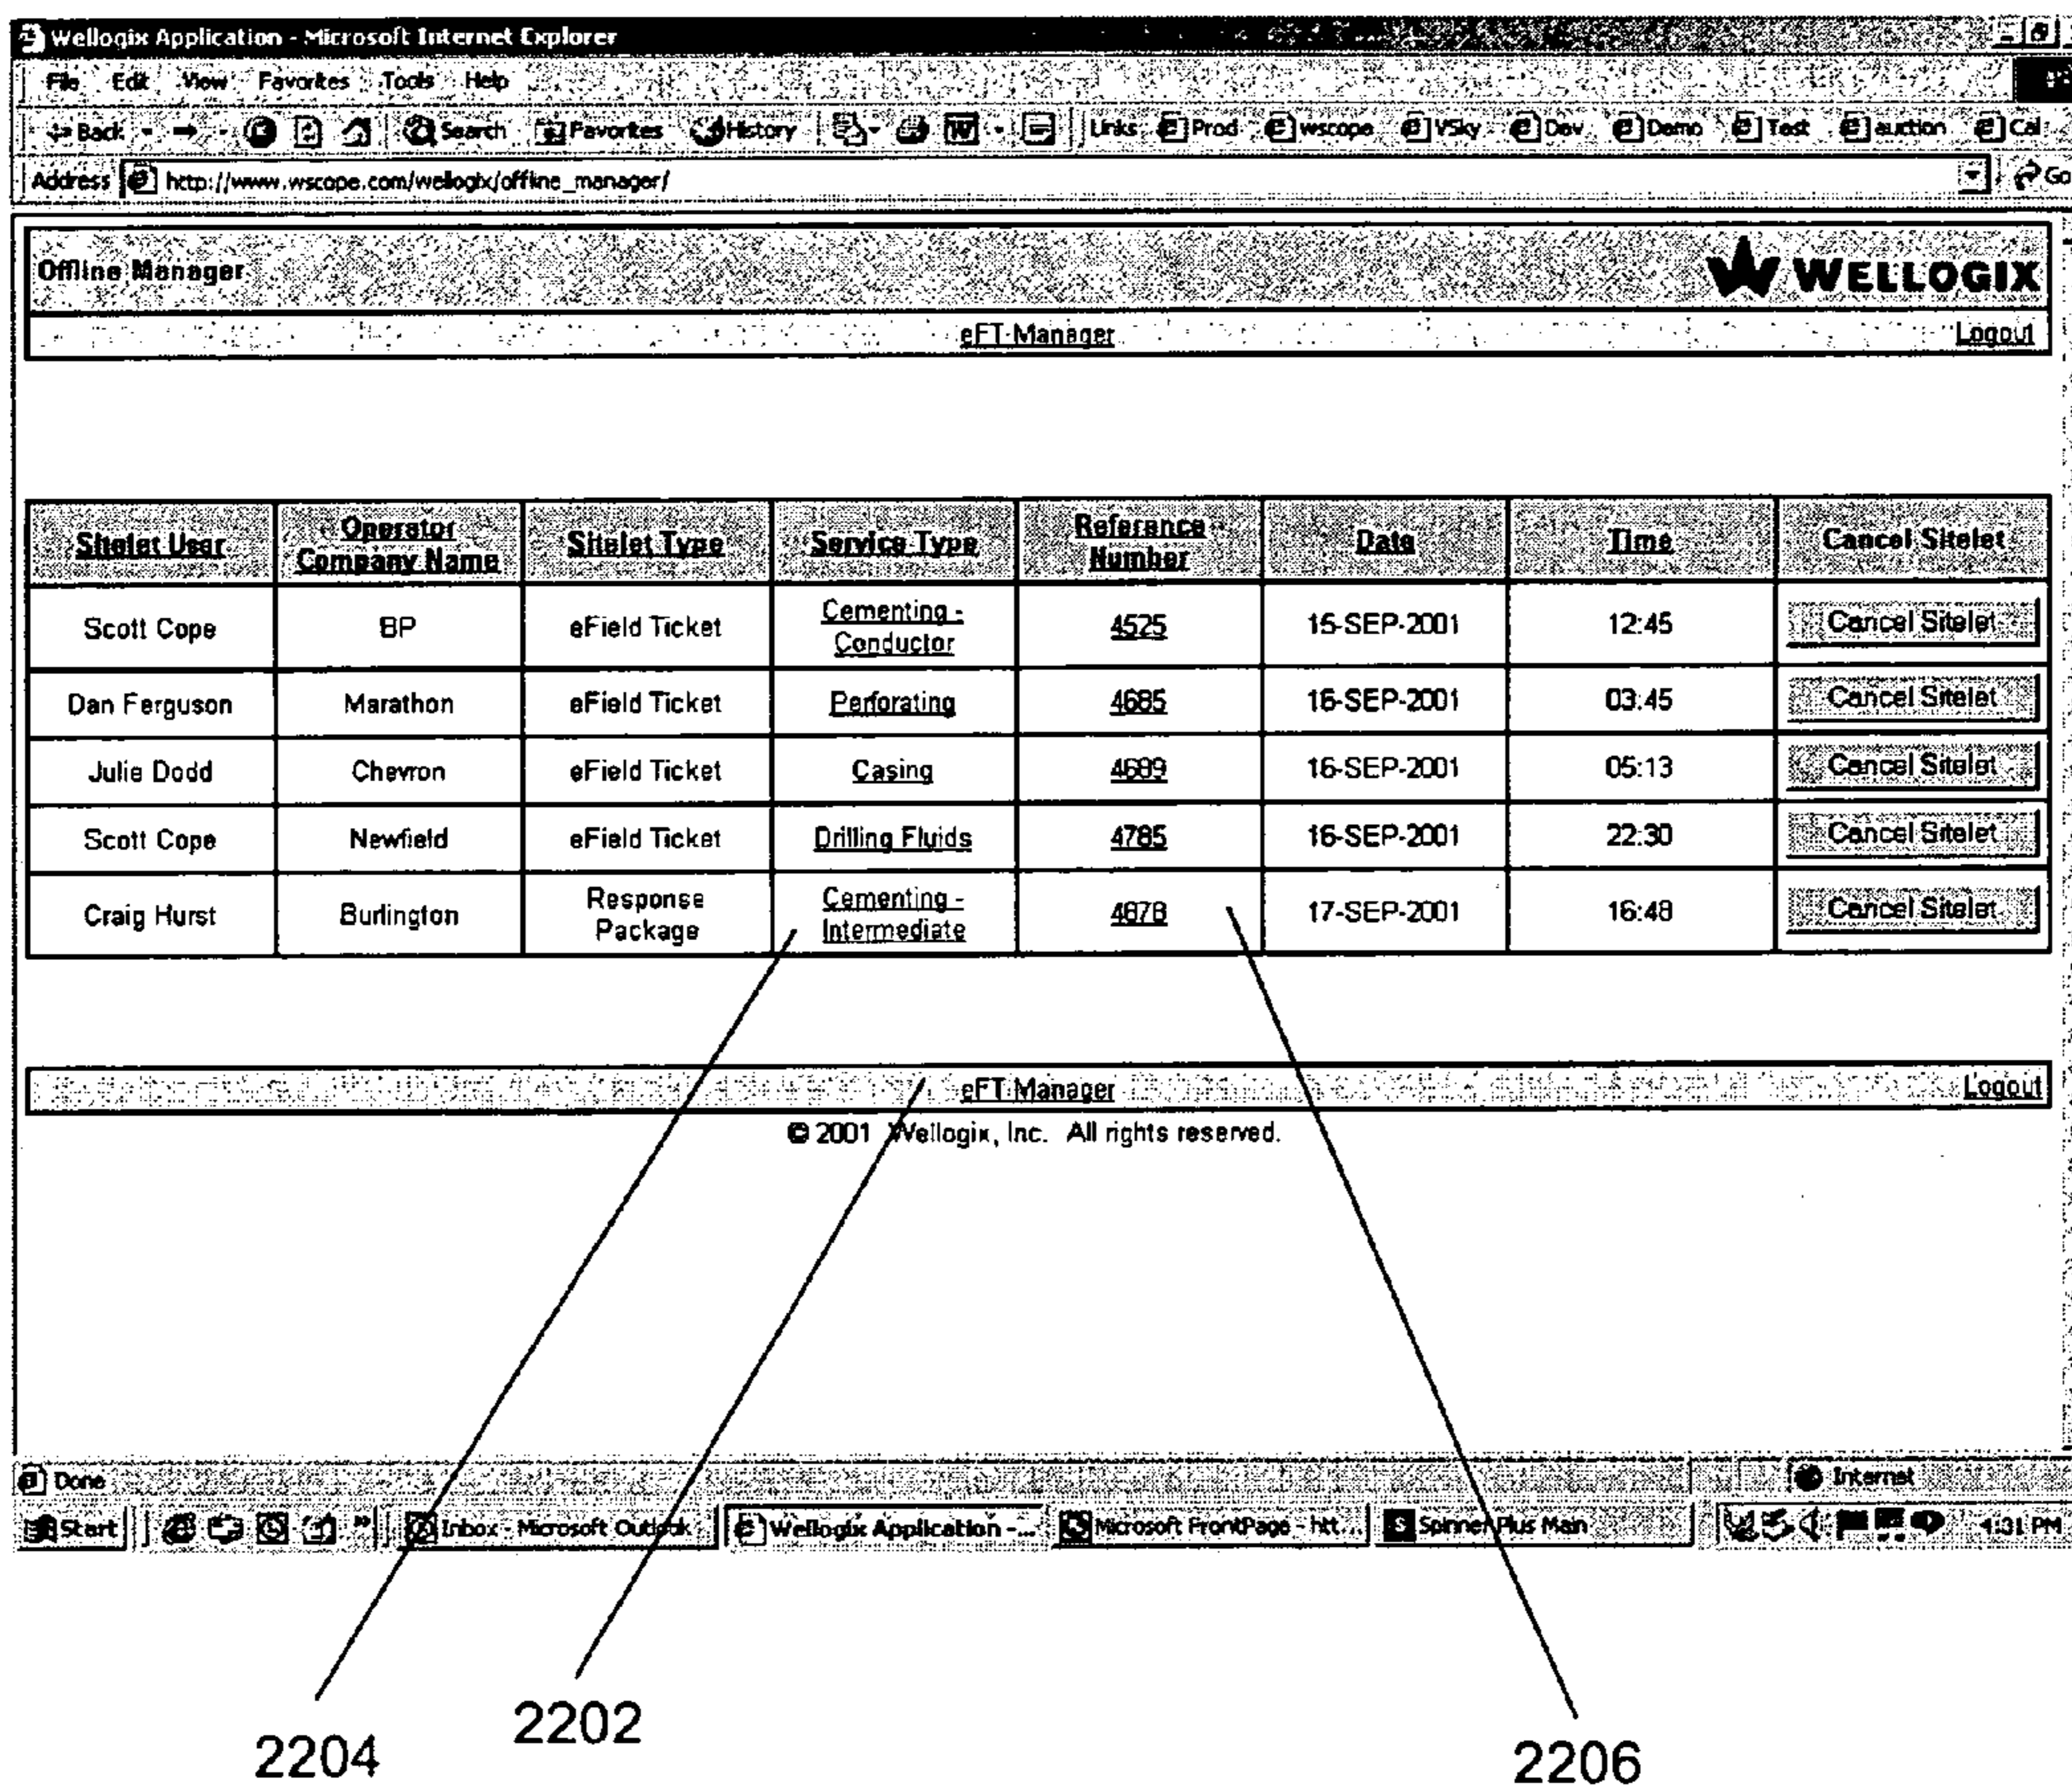 Wellogix Application - Microsoft Internet Explorer
File Edit View Favorites Tools Help
Back Search Favorites History Links Prod wscope VSky Dev Demo Test auction Cal
Address http://www.wscope.com/wellogix/offline_manager/ Go
Offline Manager WELLOGIX
eFT-Manager Logout
Sitelet User Operator Company Name Sitelet Type Service Type Reference Number Date Time Cancel Sitelet
Scott Cope BP eField Ticket Cementing - Conductor 4525 15-SEP-2001 12:45 Cancel Sitelet
Dan Ferguson Marathon eField Ticket Perforating 4685 16-SEP-2001 03:45 Cancel Sitelet
Julie Dodd Chevron eField Ticket Casing 4689 16-SEP-2001 05:13 Cancel Sitelet
Scott Cope Newfield eField Ticket Drilling Fluids 4785 16-SEP-2001 22:30 Cancel Sitelet
Craig Hurst Burlington Response Package Cementing - Intermediate 4878 17-SEP-2001 16:48 Cancel Sitelet
eFT-Manager Logout
© 2001 Wellogix, Inc. All rights reserved.
Done Internet
Start Inbox - Microsoft Outlook Wellogix Application -... Microsoft FrontPage - htt... Spinner Plus Main 4:31 PM
2204 2202 2206